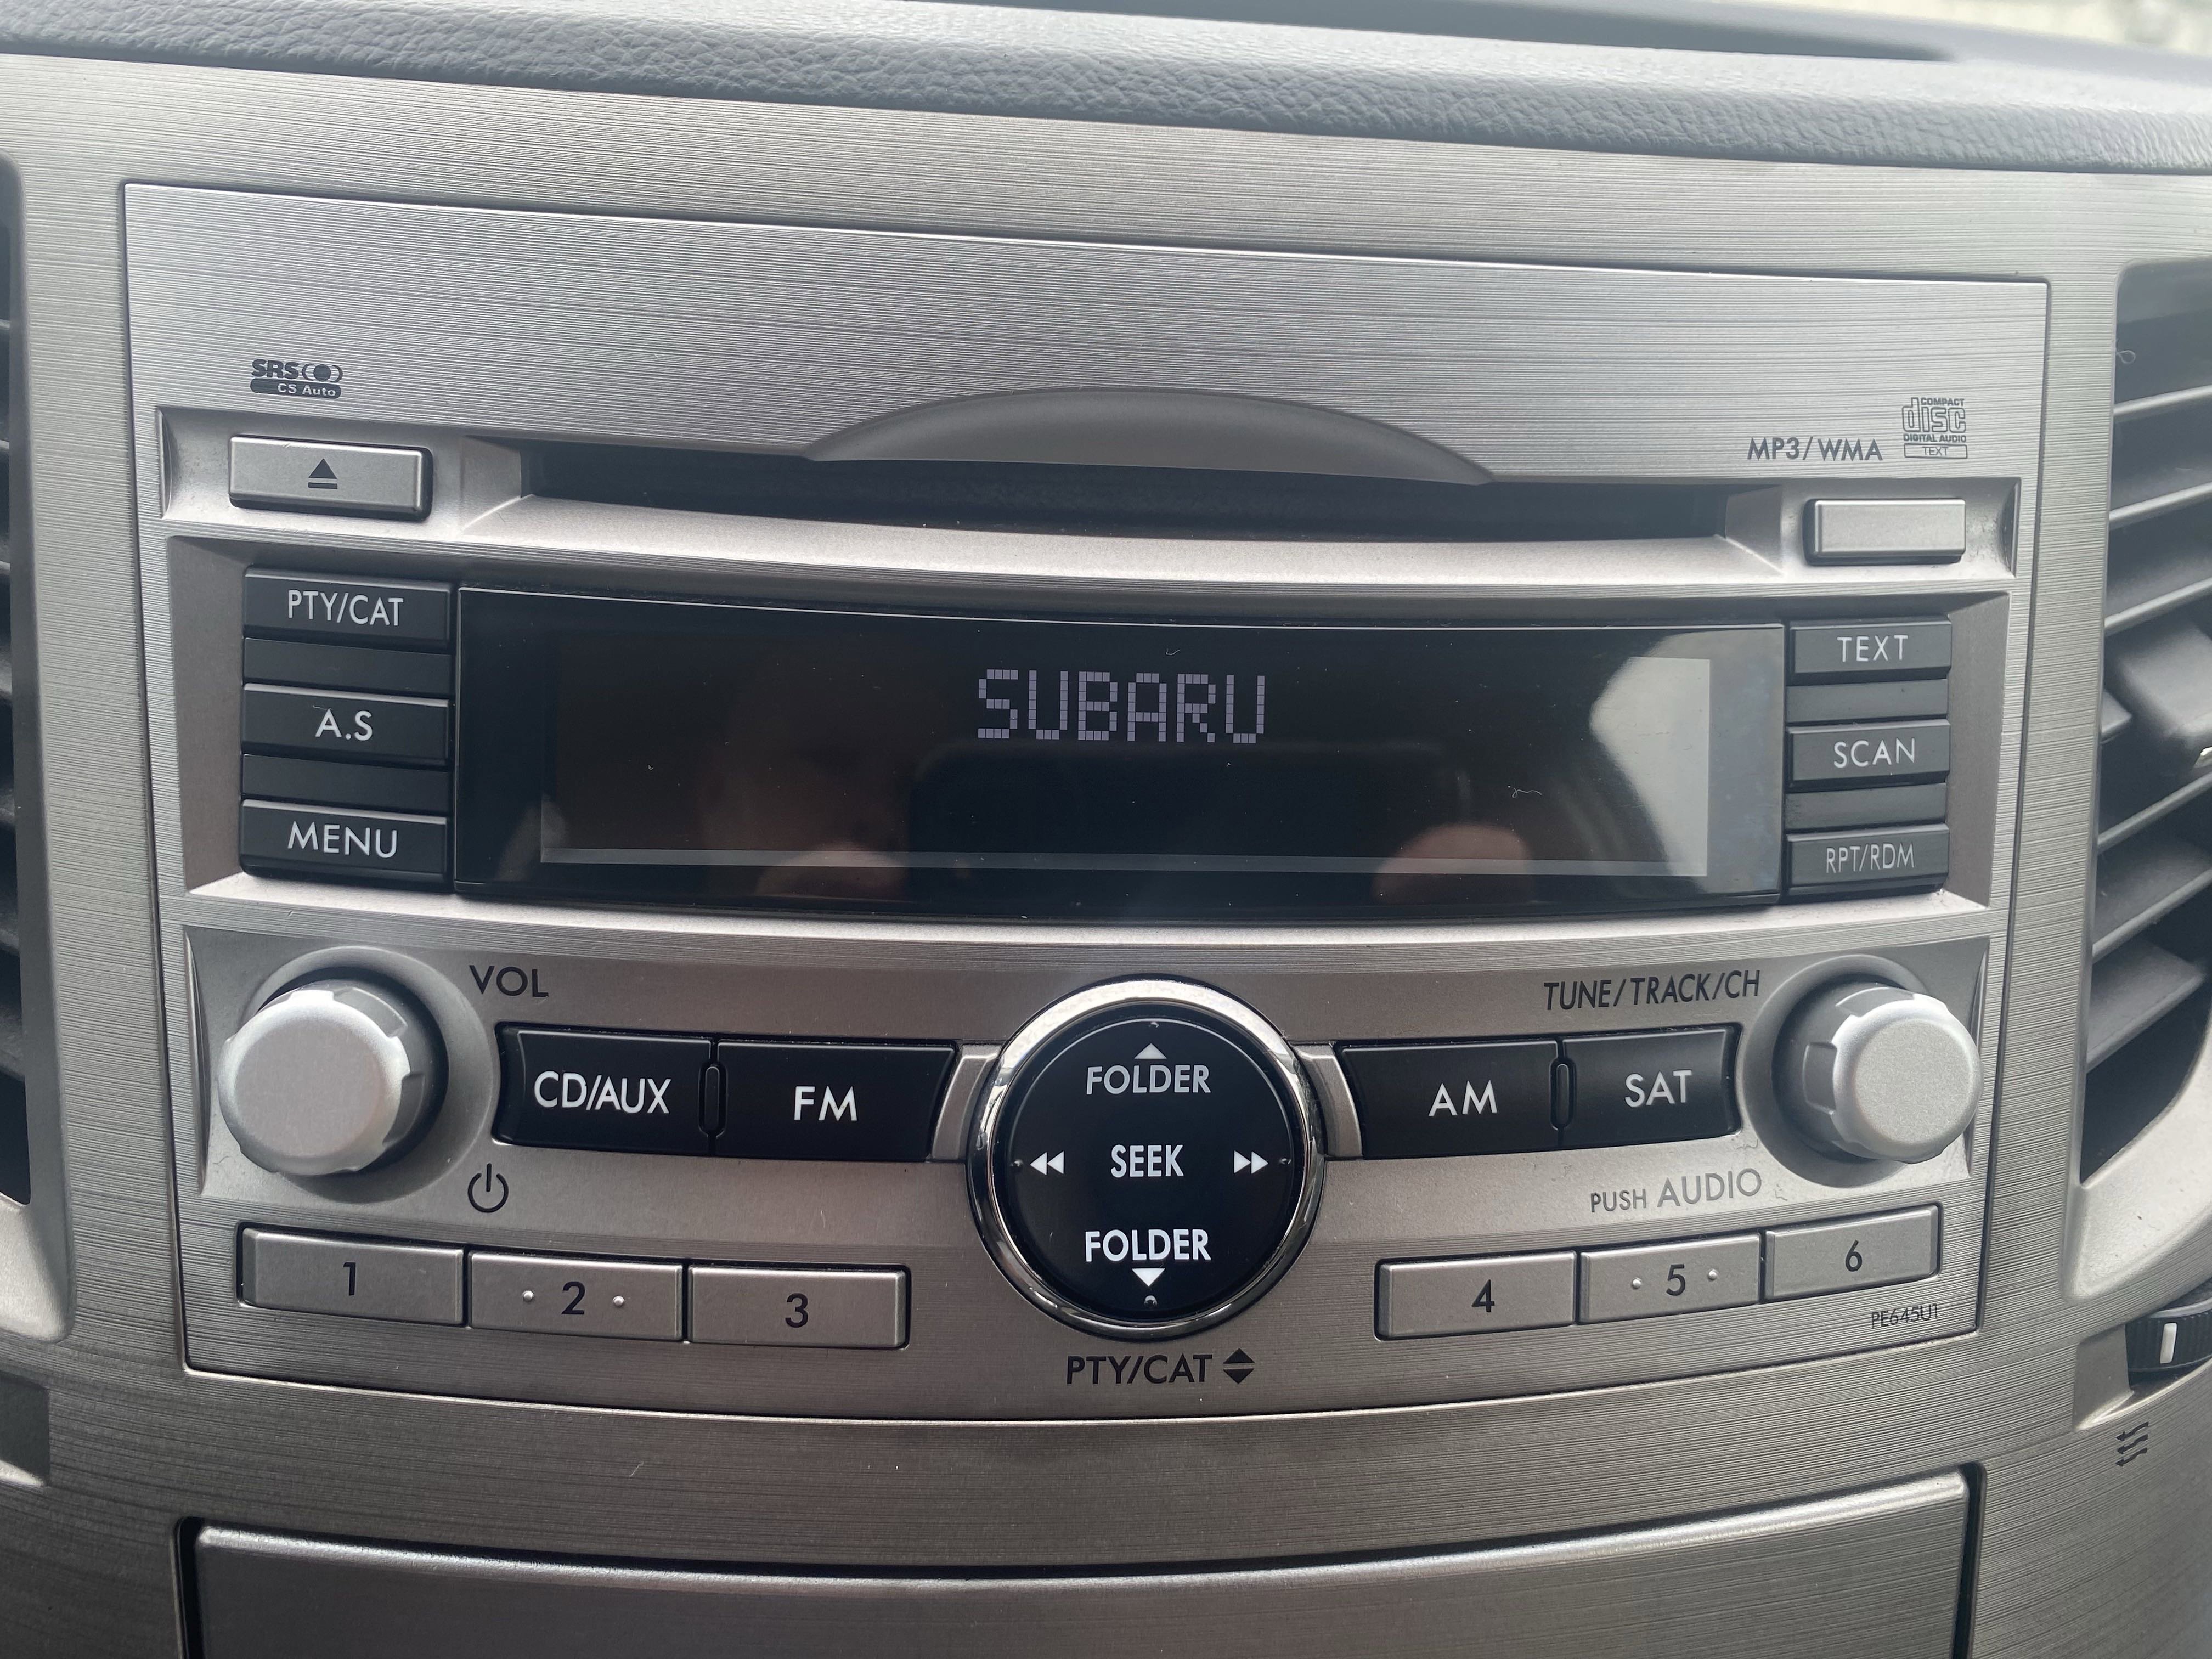 SRS
CS Auto
COMPACT
disc
DIGITAL AUDIO
TEXT
MP3/WMA
PTY/CAT
TEXT
SUBARU
A.S
SCAN
MENU
RPT/RDM
VOL
TUNE/TRACK/CH
CD/AUX
FM
FOLDER
SEEK
FOLDER
AM
SAT
PUSH AUDIO
1
2
3
4
5
6
PE645U1
PTY/CAT